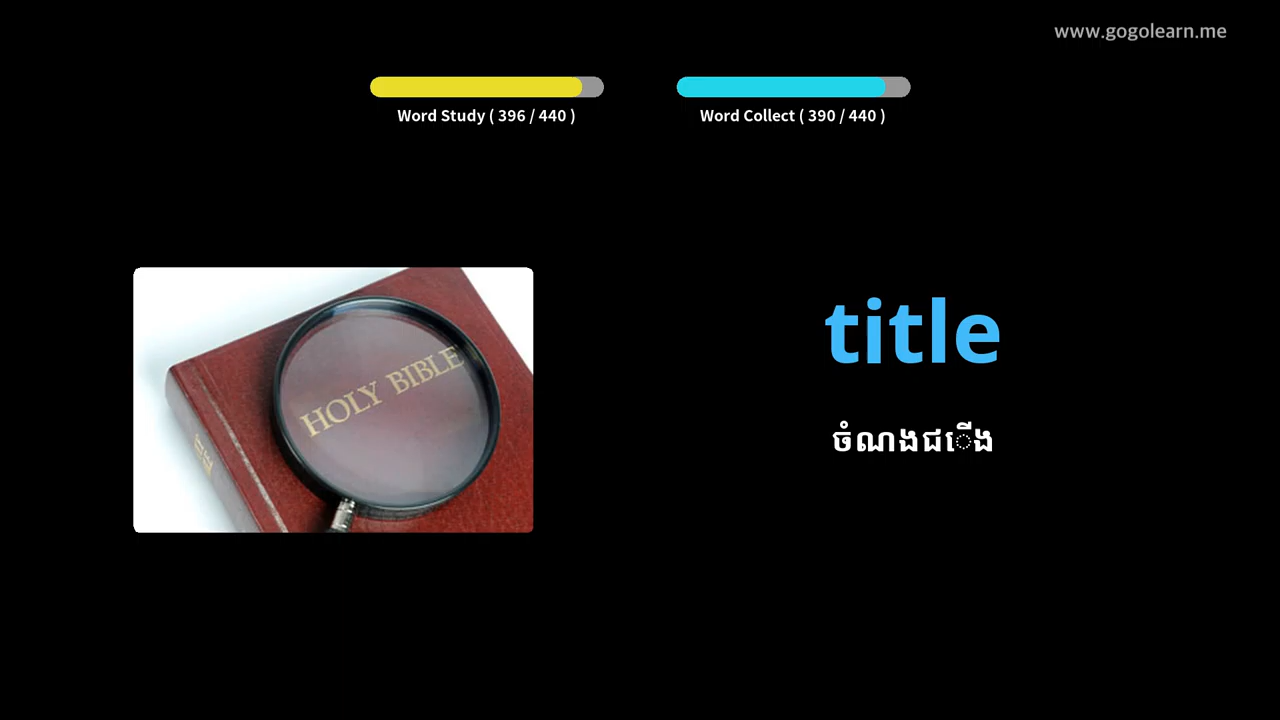 www.gogolearn.me
Word Study ( 396 / 440 )
Word Collect ( 390 / 440 )
HOLY BIBLE
title
ចំណងជើង